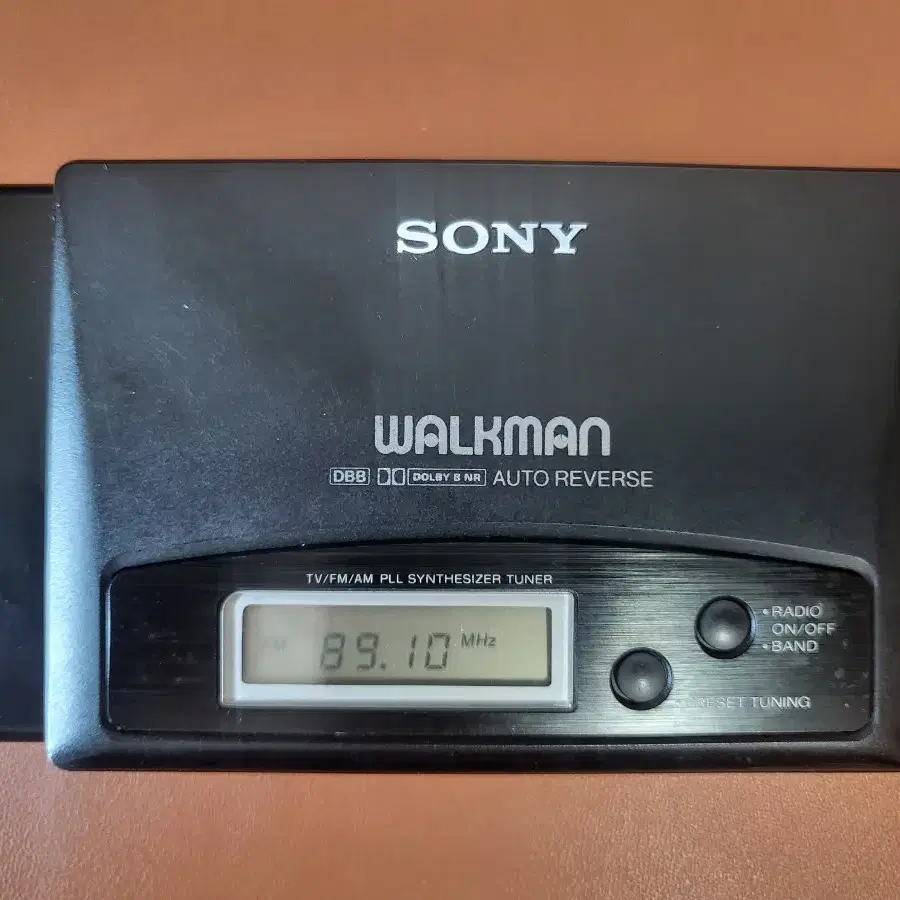 SONY
WALKMAN
DBB DOLBY B NR AUTO REVERSE
TV/FM/AM PLL SYNTHESIZER TUNER
FM 89.10 MHz
• RADIO
ON/OFF
• BAND
PRESET TUNING